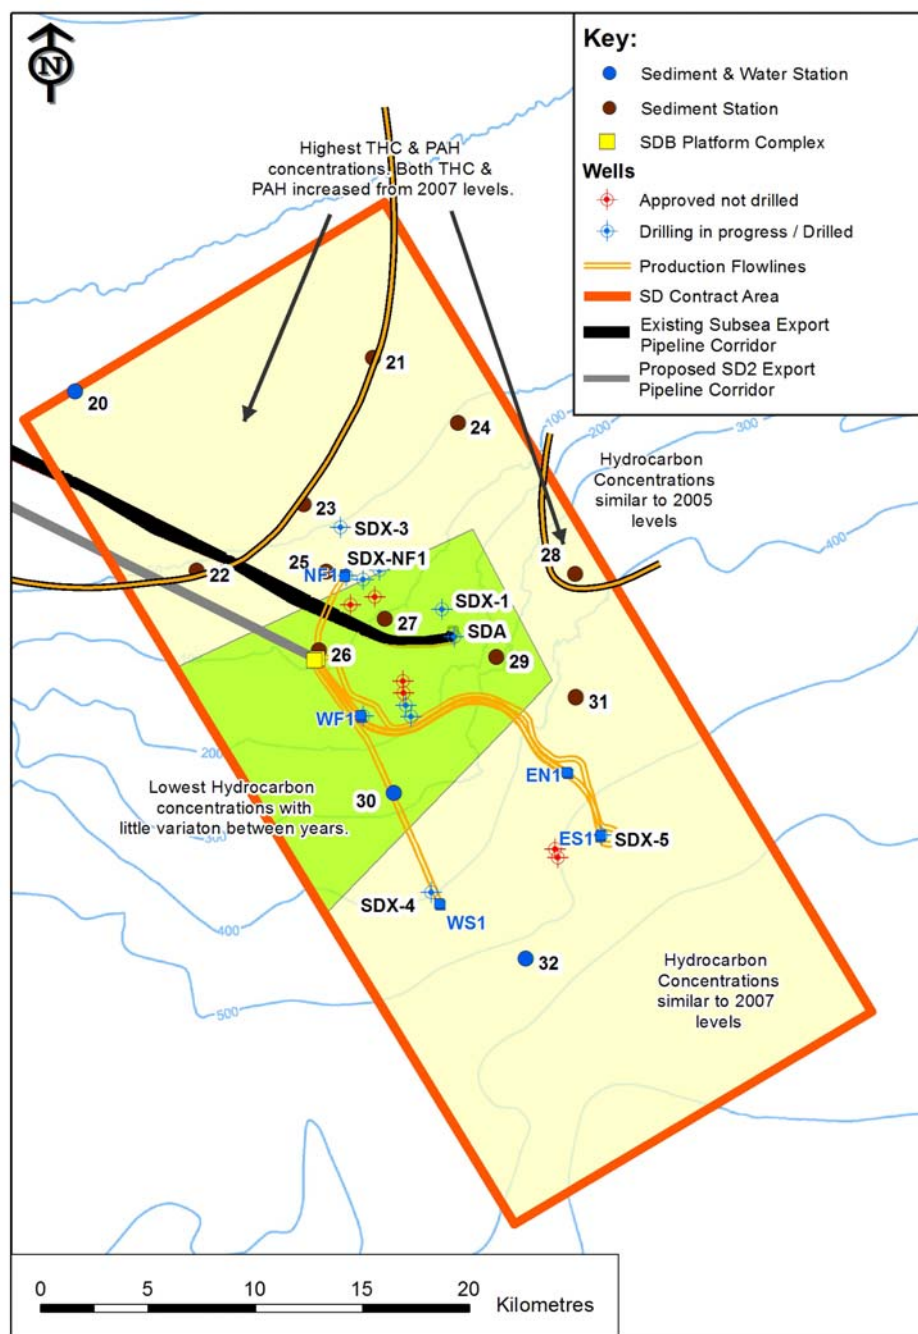 N
Key:
Sediment & Water Station
Sediment Station
SDB Platform Complex
Wells
Approved not drilled
Drilling in progress / Drilled
Production Flowlines
SD Contract Area
Existing Subsea Export
Pipeline Corridor
Proposed SD2 Export
Pipeline Corridor
Highest THC & PAH
concentrations. Both THC &
PAH increased from 2007 levels.
21
20
24
100
200
300
Hydrocarbon
Concentrations
similar to 2005
levels
23
SDX-3
28
22
25
SDX-NF1
NF1
SDX-1
27
SDA
26
29
31
WF1
200
EN1
Lowest Hydrocarbon
concentrations with
little variaton between years.
30
300
ES1
SDX-5
SDX-4
WS1
400
32
Hydrocarbon
Concentrations
similar to 2007
levels
500
0 5 10 15 20
Kilometres